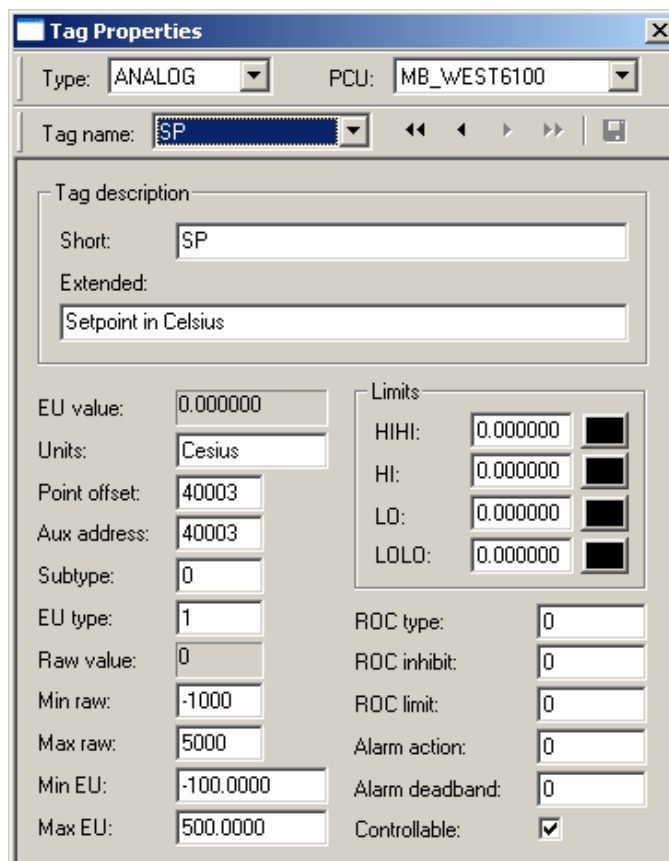 Tag Properties
Type: ANALOG PCU: MB_WEST6100
Tag name: SP
Tag description
Short: SP
Extended:
Setpoint in Celsius
EU value: 0.000000
Units: Cesius
Point offset: 40003
Aux address: 40003
Subtype: 0
EU type: 1
Raw value: 0
Min raw: -1000
Max raw: 5000
Min EU: -100.0000
Max EU: 500.0000
Limits
HIHI: 0.000000
HI: 0.000000
LO: 0.000000
LOLO: 0.000000
ROC type: 0
ROC inhibit: 0
ROC limit: 0
Alarm action: 0
Alarm deadband: 0
Controllable: